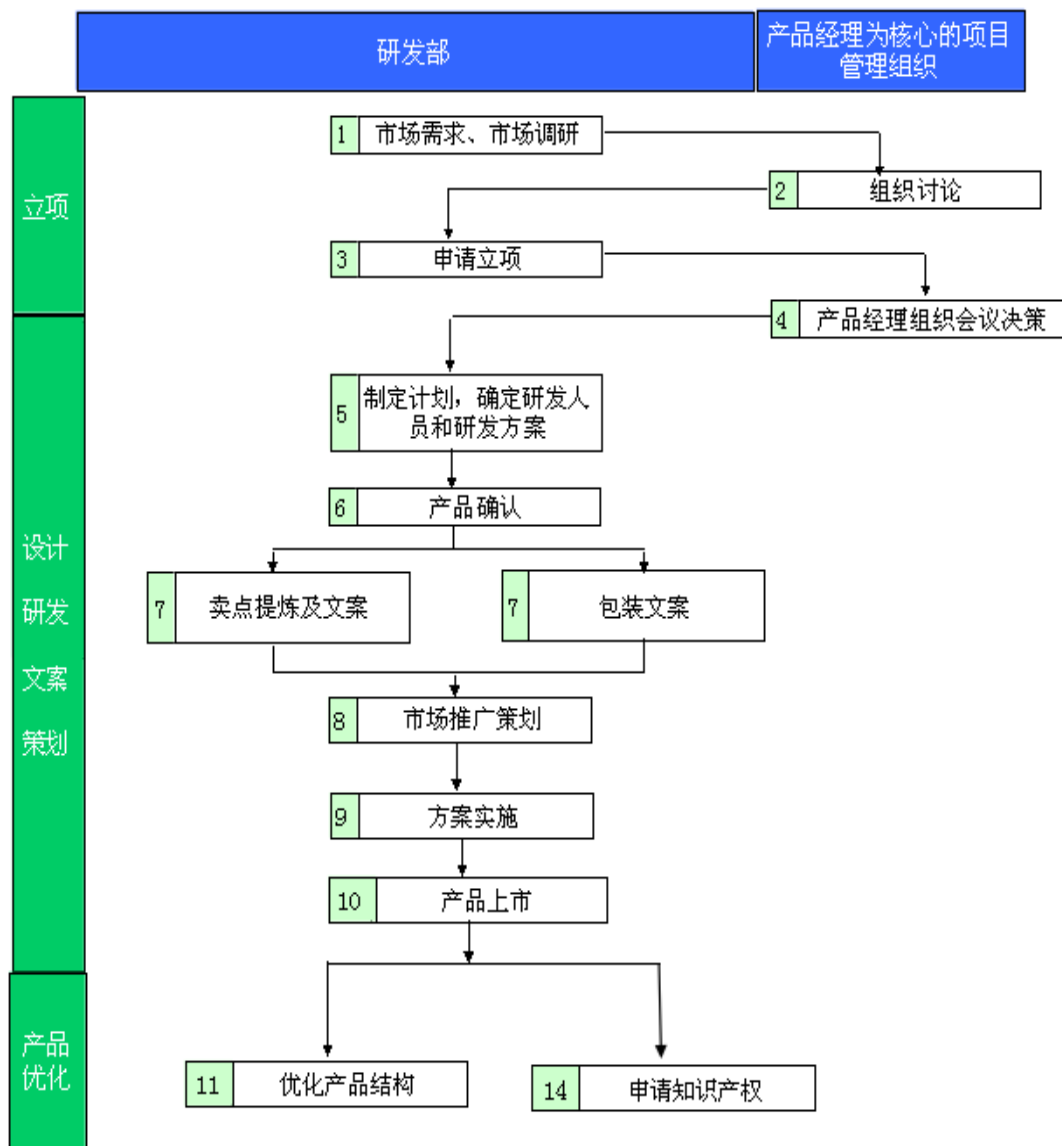 研发部
产品经理为核心的项目
管理组织
立项
1 市场需求、市场调研
2 组织讨论
3 申请立项
4 产品经理组织会议决策
设计
研发
文案
策划
5 制定计划，确定研发人
员和研发方案
6 产品确认
7 卖点提炼及文案
7 包装文案
8 市场推广策划
9 方案实施
10 产品上市
产品
优化
11 优化产品结构
14 申请知识产权